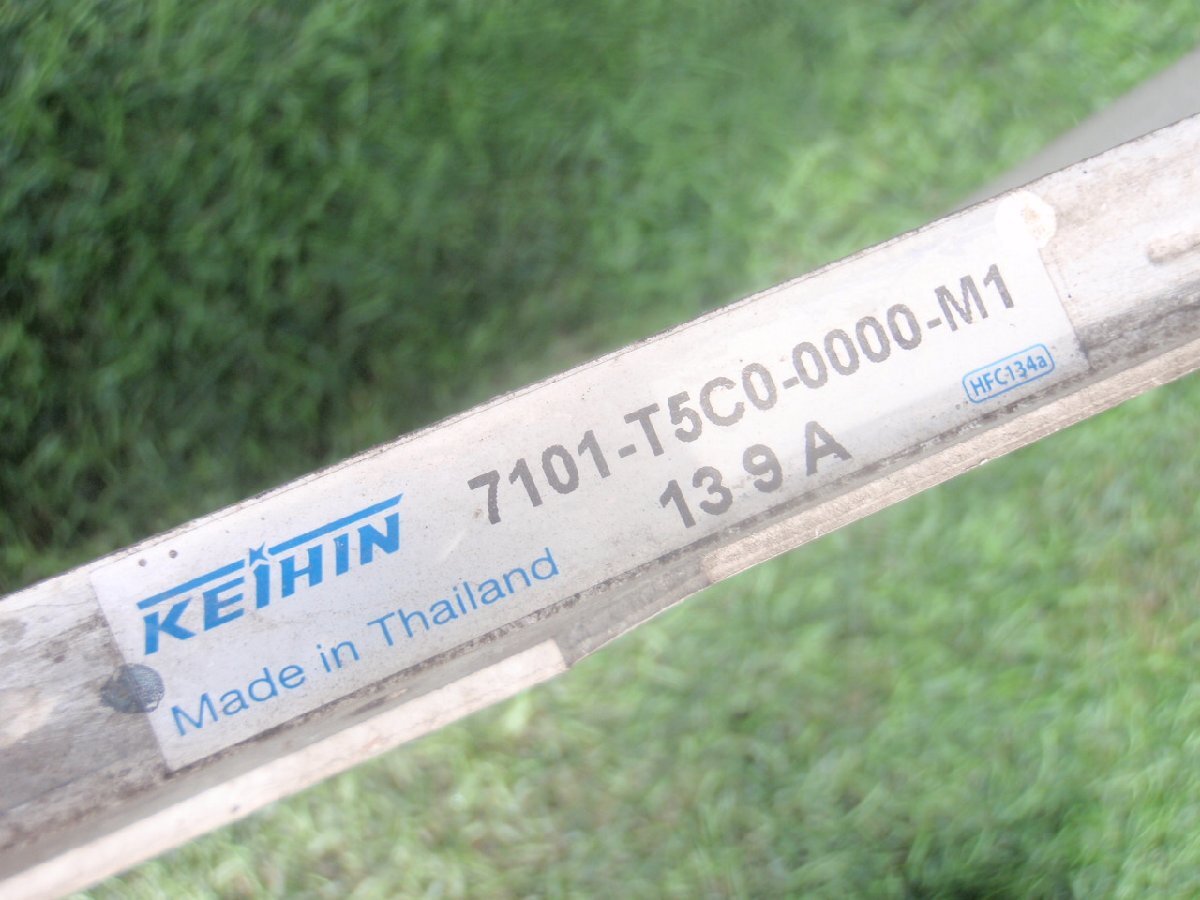 KEIHIN
7101-T5C0-0000-M1
13 9 A
HFC134a
Made in Thailand